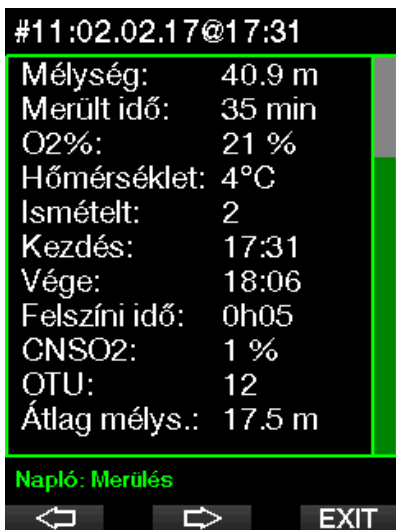 #11:02.02.17@17:31
Mélység: 40.9 m
Merült idő: 35 min
O2%: 21 %
Hőmérséklet: 4°C
Ismételt: 2
Kezdés: 17:31
Vége: 18:06
Felszíni idő: 0h05
CNSO2: 1 %
OTU: 12
Átlag mélys.: 17.5 m
Napló: Merülés
EXIT